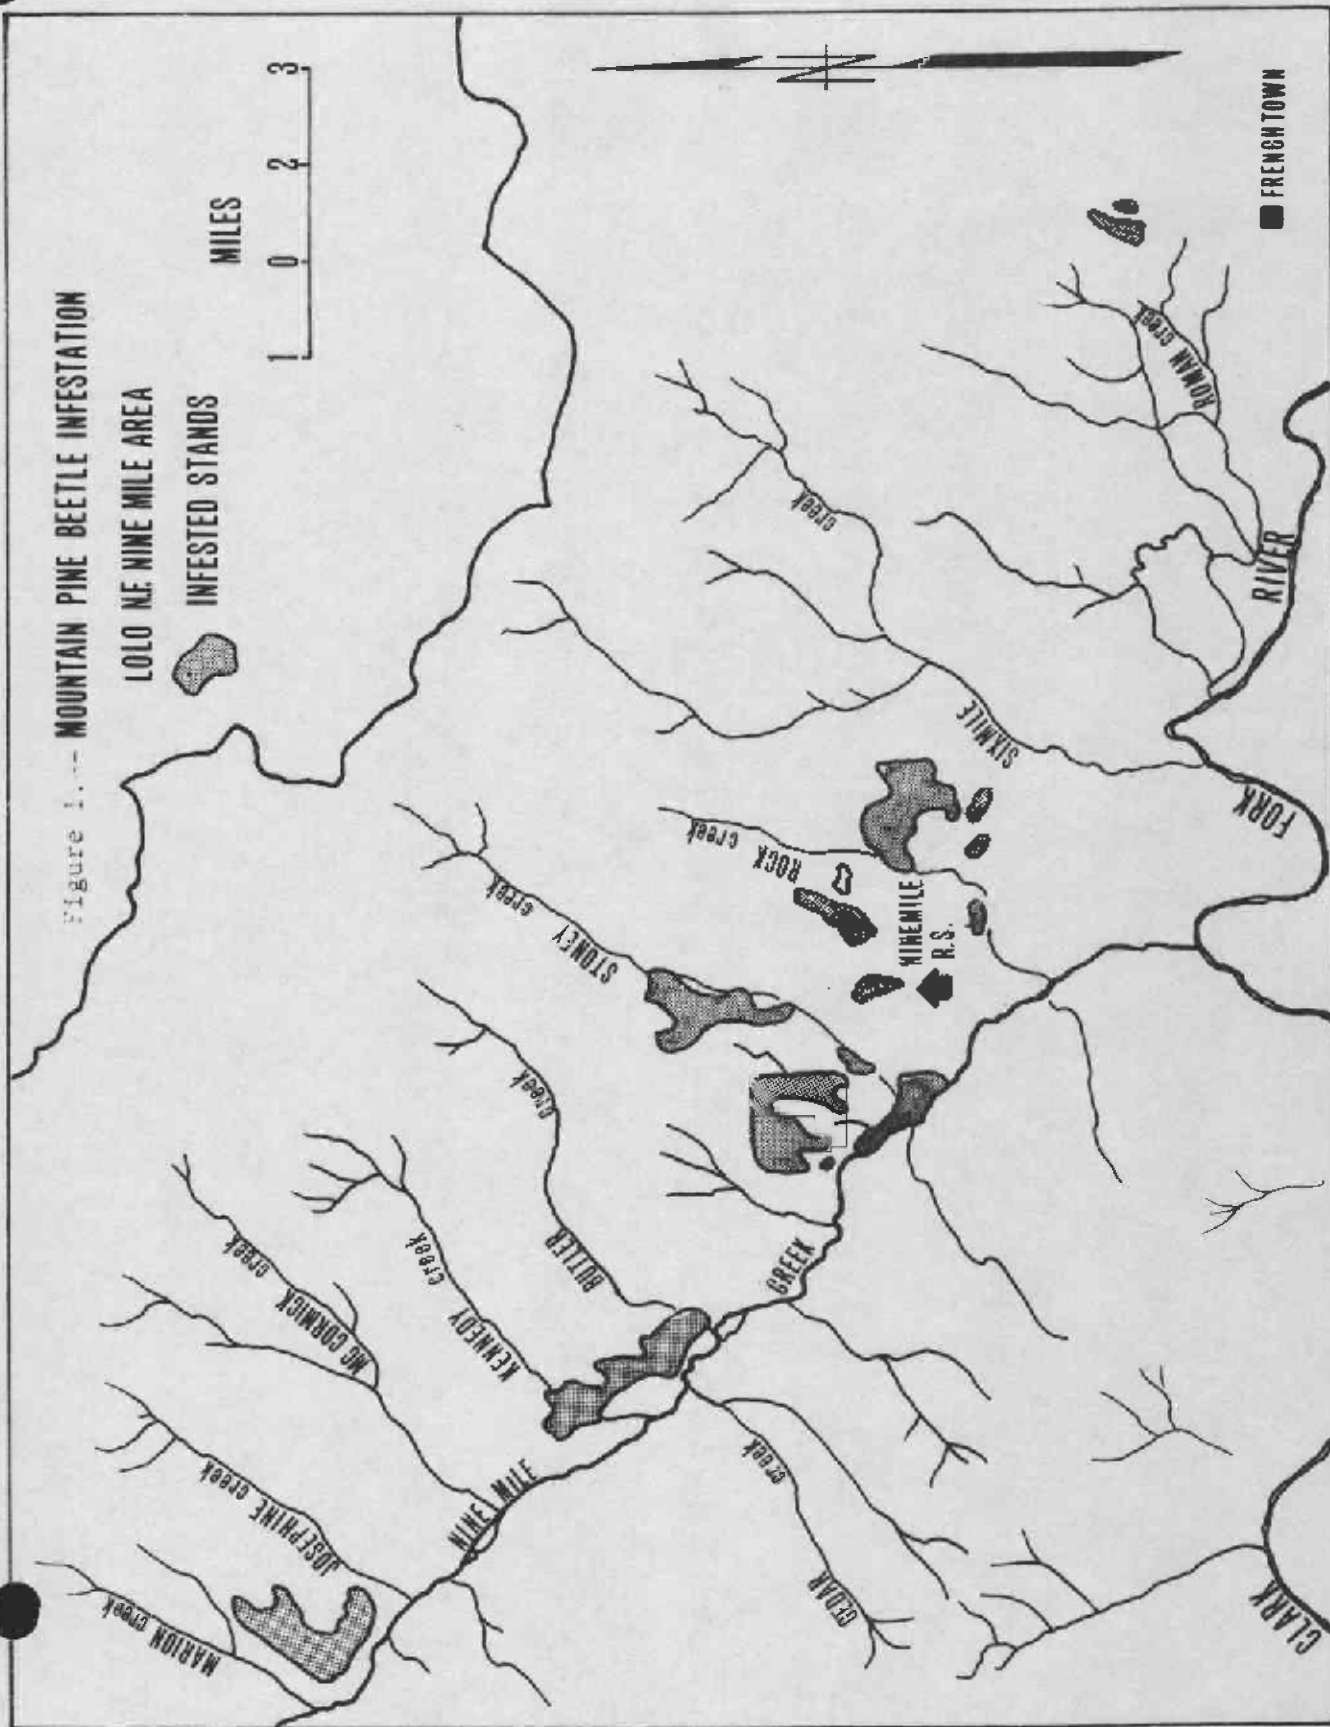 Figure 1.-- MOUNTAIN PINE BEETLE INFESTATION
LOLO N.F. NINE MILE AREA
INFESTED STANDS
MILES
1 0 2 3
MARION creek
JOSEPHINE creek
MC CORMICK creek
KENNEDY creek
BUTLER creek
STONEY creek
ROCK creek
SIXMILE creek
ROMAN creek
NINE MILE CREEK
CEDAR creek
NINEMILE
R.S.
CLARK FORK RIVER
FRENCHTOWN